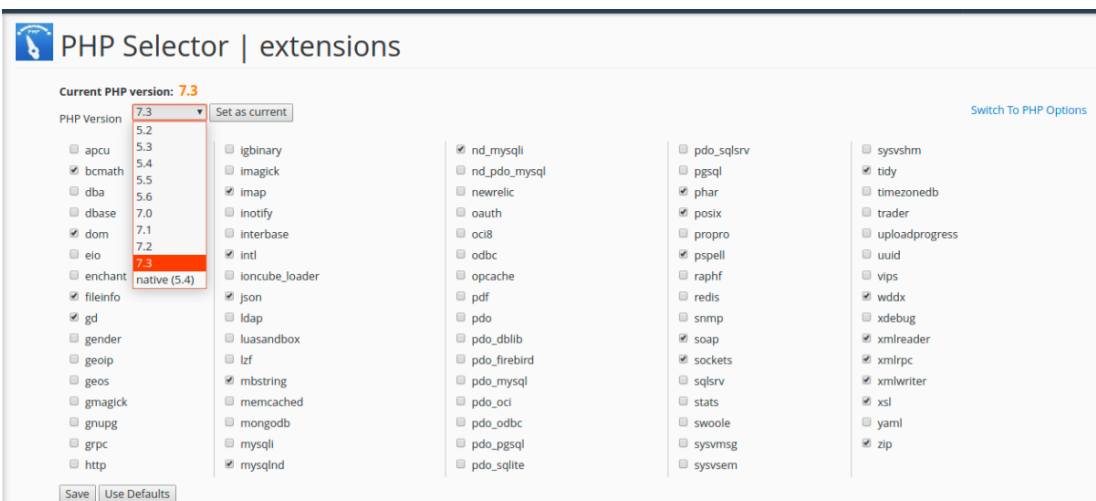 PHP
PHP Selector | extensions
Current PHP version: 7.3
PHP Version 7.3 Set as current
Switch To PHP Options
5.2
5.3
5.4
5.5
5.6
7.0
7.1
7.2
7.3
native (5.4)
apcu
bcmath
dba
dbase
dom
eio
enchant
fileinfo
gd
gender
geoip
geos
gmagick
gnupg
grpc
http
igbinary
imagick
imap
inotify
interbase
intl
ioncube_loader
json
ldap
luasandbox
lzf
mbstring
memcached
mongodb
mysqli
mysqlnd
nd_mysqli
nd_pdo_mysql
newrelic
oauth
oci8
odbc
opcache
pdf
pdo
pdo_dblib
pdo_firebird
pdo_mysql
pdo_oci
pdo_odbc
pdo_pgsql
pdo_sqlite
pdo_sqlsrv
pgsql
phar
posix
propro
pspell
raphf
redis
snmp
soap
sockets
sqlsrv
stats
swoole
sysvmsg
sysvsem
sysvshm
tidy
timezonedb
trader
uploadprogress
uuid
vips
wddx
xdebug
xmlreader
xmlrpc
xmlwriter
xsl
yaml
zip
Save Use Defaults